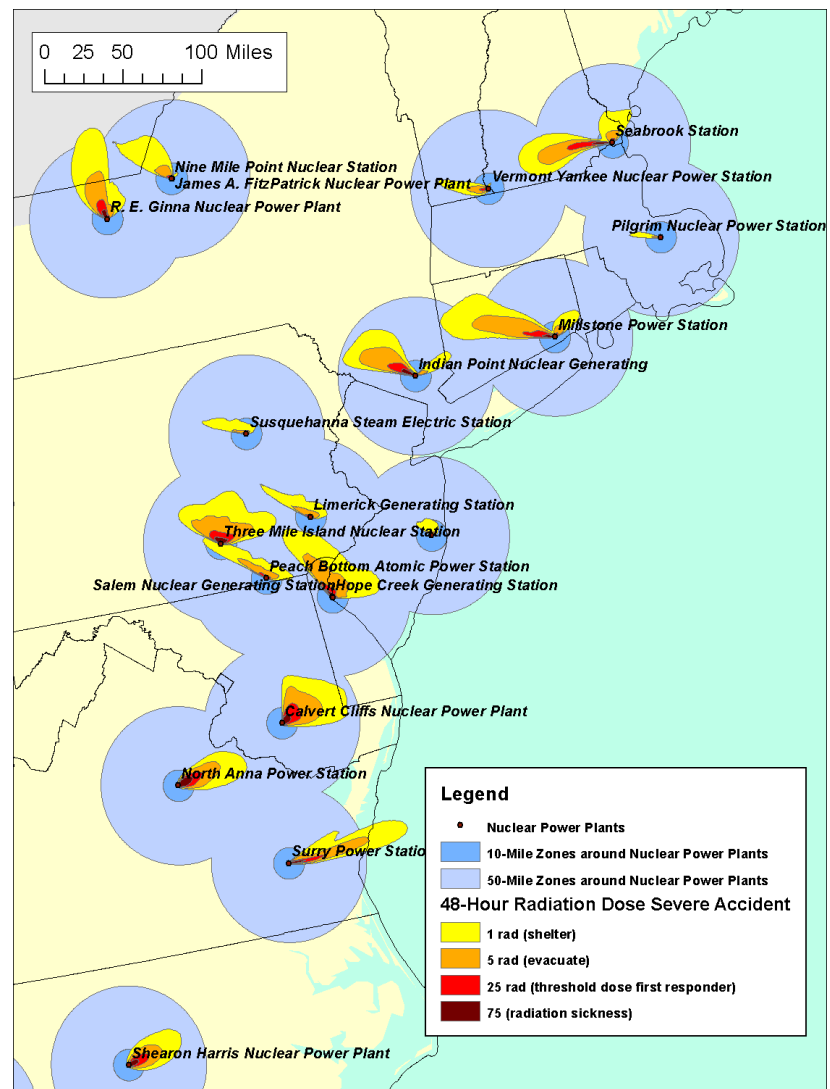 0 25 50 100 Miles
Seabrook Station
Nine Mile Point Nuclear Station
James A. FitzPatrick Nuclear Power Plant
Vermont Yankee Nuclear Power Station
R. E. Ginna Nuclear Power Plant
Pilgrim Nuclear Power Station
Millstone Power Station
Indian Point Nuclear Generating
Susquehanna Steam Electric Station
Limerick Generating Station
Three Mile Island Nuclear Station
Peach Bottom Atomic Power Station
Salem Nuclear Generating Station
Hope Creek Generating Station
Calvert Cliffs Nuclear Power Plant
North Anna Power Station
Surry Power Statio
Shearon Harris Nuclear Power Plant
Legend
Nuclear Power Plants
10-Mile Zones around Nuclear Power Plants
50-Mile Zones around Nuclear Power Plants
48-Hour Radiation Dose Severe Accident
1 rad (shelter)
5 rad (evacuate)
25 rad (threshold dose first responder)
75 (radiation sickness)